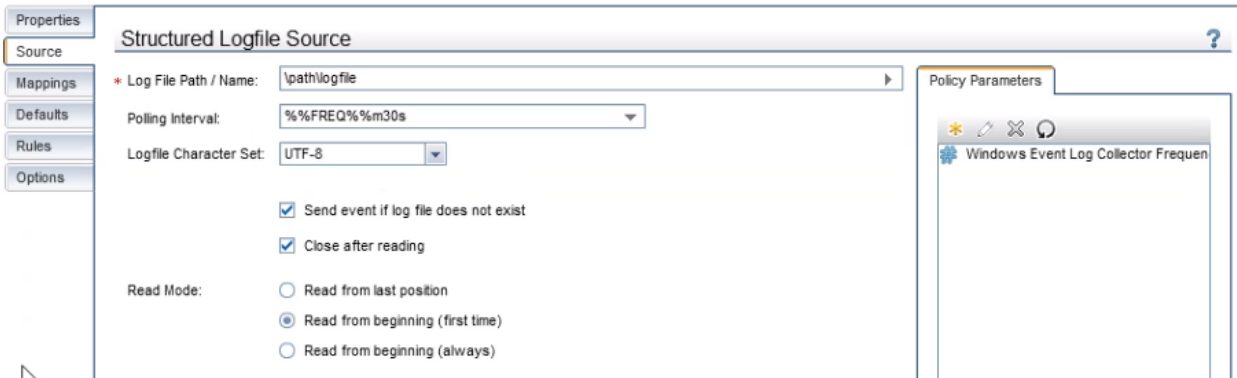 Properties
Source
Mappings
Defaults
Rules
Options
Structured Logfile Source
?
* Log File Path / Name: \path\logfile
Polling Interval: %%FREQ%%m30s
Logfile Character Set: UTF-8
Send event if log file does not exist
Close after reading
Read Mode: Read from last position
Read from beginning (first time)
Read from beginning (always)
Policy Parameters
Windows Event Log Collector Frequen